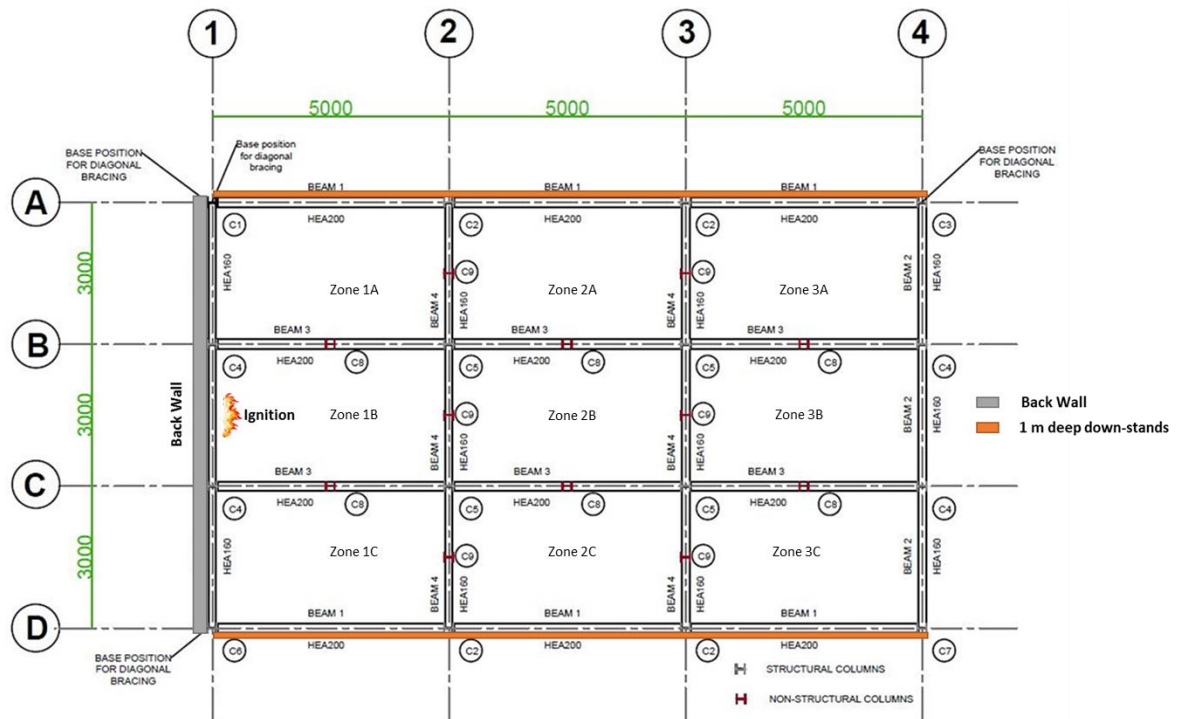 1 2 3 4
5000 5000 5000
BASE POSITION
FOR DIAGONAL
BRACING
Base position
for diagonal
bracing
BASE POSITION
FOR DIAGONAL
BRACING
A
BEAM 1 BEAM 1 BEAM 1
HEA200 HEA200 HEA200
C1 C2 C2 C3
3000
HEA160
Zone 1A
BEAM 4
C9
HEA160
Zone 2A
C9
HEA160
Zone 3A
BEAM 2
HEA160
BEAM 3 BEAM 3 BEAM 3
B
HEA200 C8 HEA200 C8 HEA200 C8
C4 C5 C5 C4
3000
Back Wall
Ignition
Zone 1B
BEAM 4
C9
HEA160
Zone 2B
BEAM 4
C9
HEA160
Zone 3B
BEAM 2
HEA160
Back Wall
1 m deep down-stands
BEAM 3 BEAM 3 BEAM 3
C
HEA200 C8 HEA200 C8 HEA200 C8
C4 C5 C5 C4
3000
HEA160
Zone 1C
BEAM 4
C9
HEA160
Zone 2C
BEAM 4
C9
HEA160
Zone 3C
BEAM 2
HEA160
BEAM 1 BEAM 1 BEAM 1
D
HEA200 HEA200 HEA200
C6 C2 C2 C7
BASE POSITION
FOR DIAGONAL
BRACING
STRUCTURAL COLUMNS
NON-STRUCTURAL COLUMNS